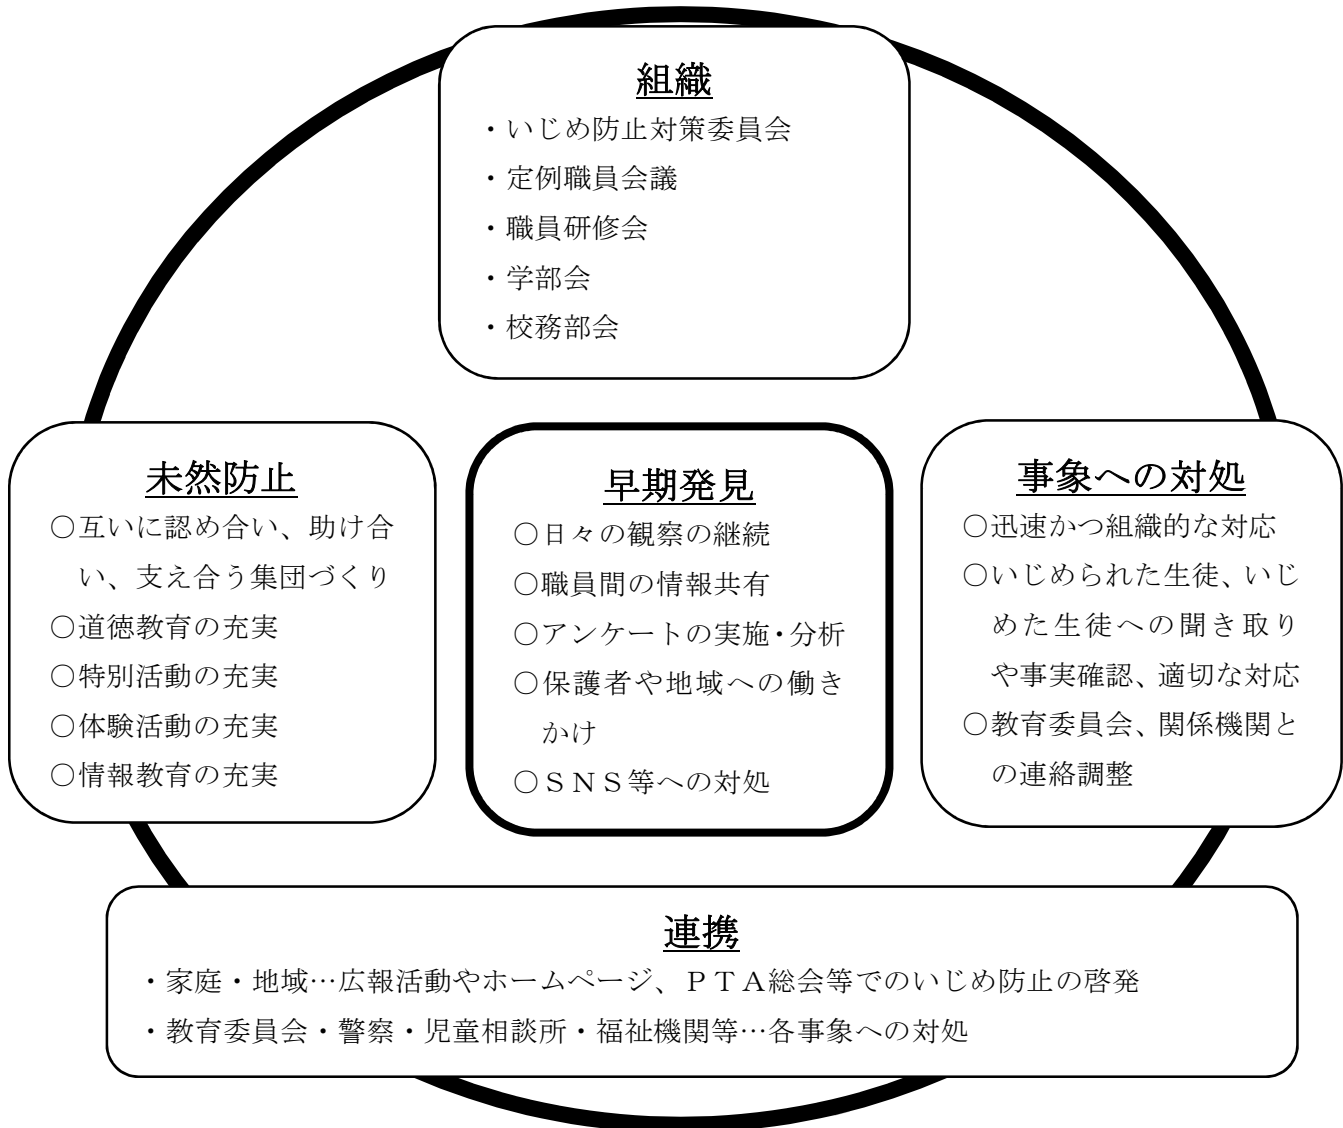 組織
・いじめ防止対策委員会
・定例職員会議
・職員研修会
・学部会
・校務部会
未然防止
〇互いに認め合い、助け合
い、支え合う集団づくり
〇道徳教育の充実
〇特別活動の充実
〇体験活動の充実
〇情報教育の充実
早期発見
〇日々の観察の継続
〇職員間の情報共有
〇アンケートの実施・分析
〇保護者や地域への働き
かけ
〇ＳＮＳ等への対処
事象への対処
〇迅速かつ組織的な対応
〇いじめられた生徒、いじ
めた生徒への聞き取り
や事実確認、適切な対応
〇教育委員会、関係機関と
の連絡調整
連携
・家庭・地域…広報活動やホームページ、ＰＴＡ総会等でのいじめ防止の啓発
・教育委員会・警察・児童相談所・福祉機関等…各事象への対処